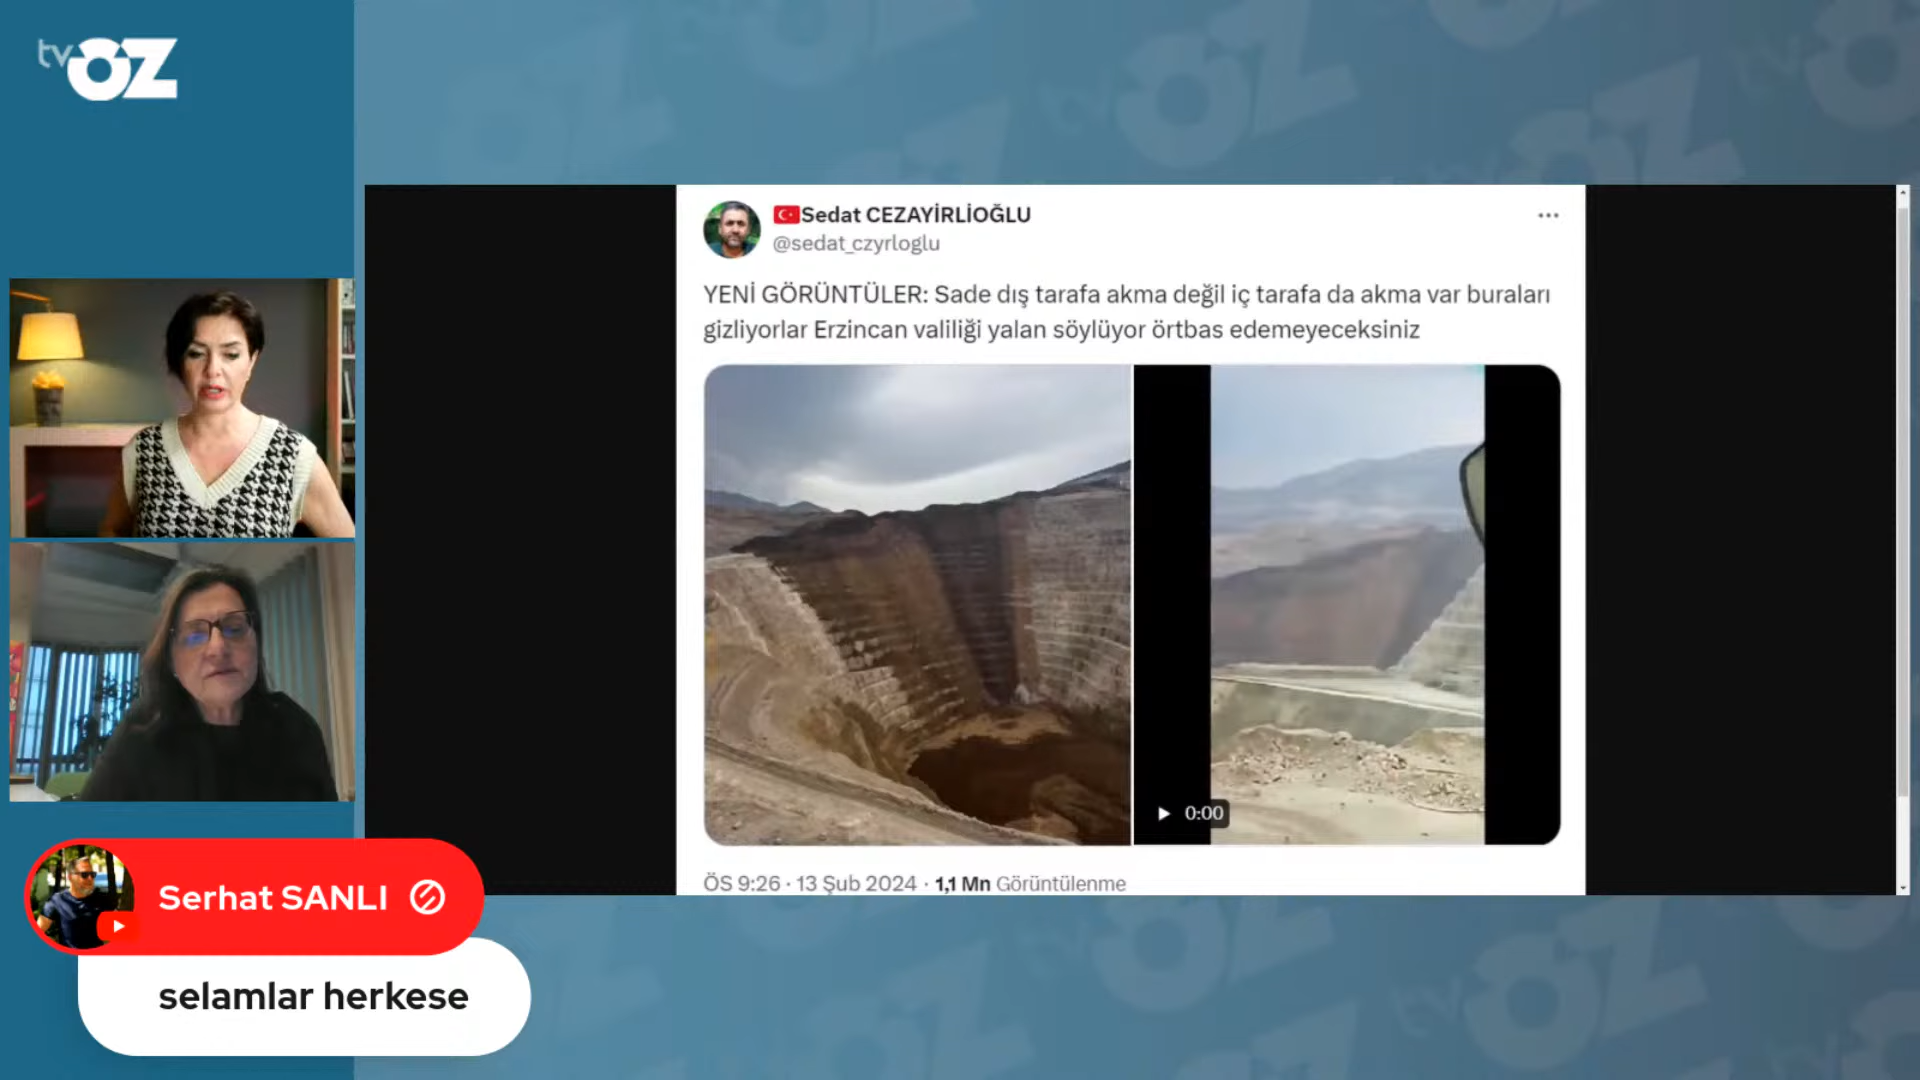 tv ÖZ
Sedat CEZAYİRLİOĞLU
@sedat_czyrloglu
YENİ GÖRÜNTÜLER: Sade dış tarafa akma değil iç tarafa da akma var buraları
gizliyorlar Erzincan valiliği yalan söylüyor örtbas edemeyeceksiniz
0:00
ÖS 9:26 · 13 Şub 2024 · 1,1 Mn Görüntülenme
Serhat SANLI
selamlar herkese